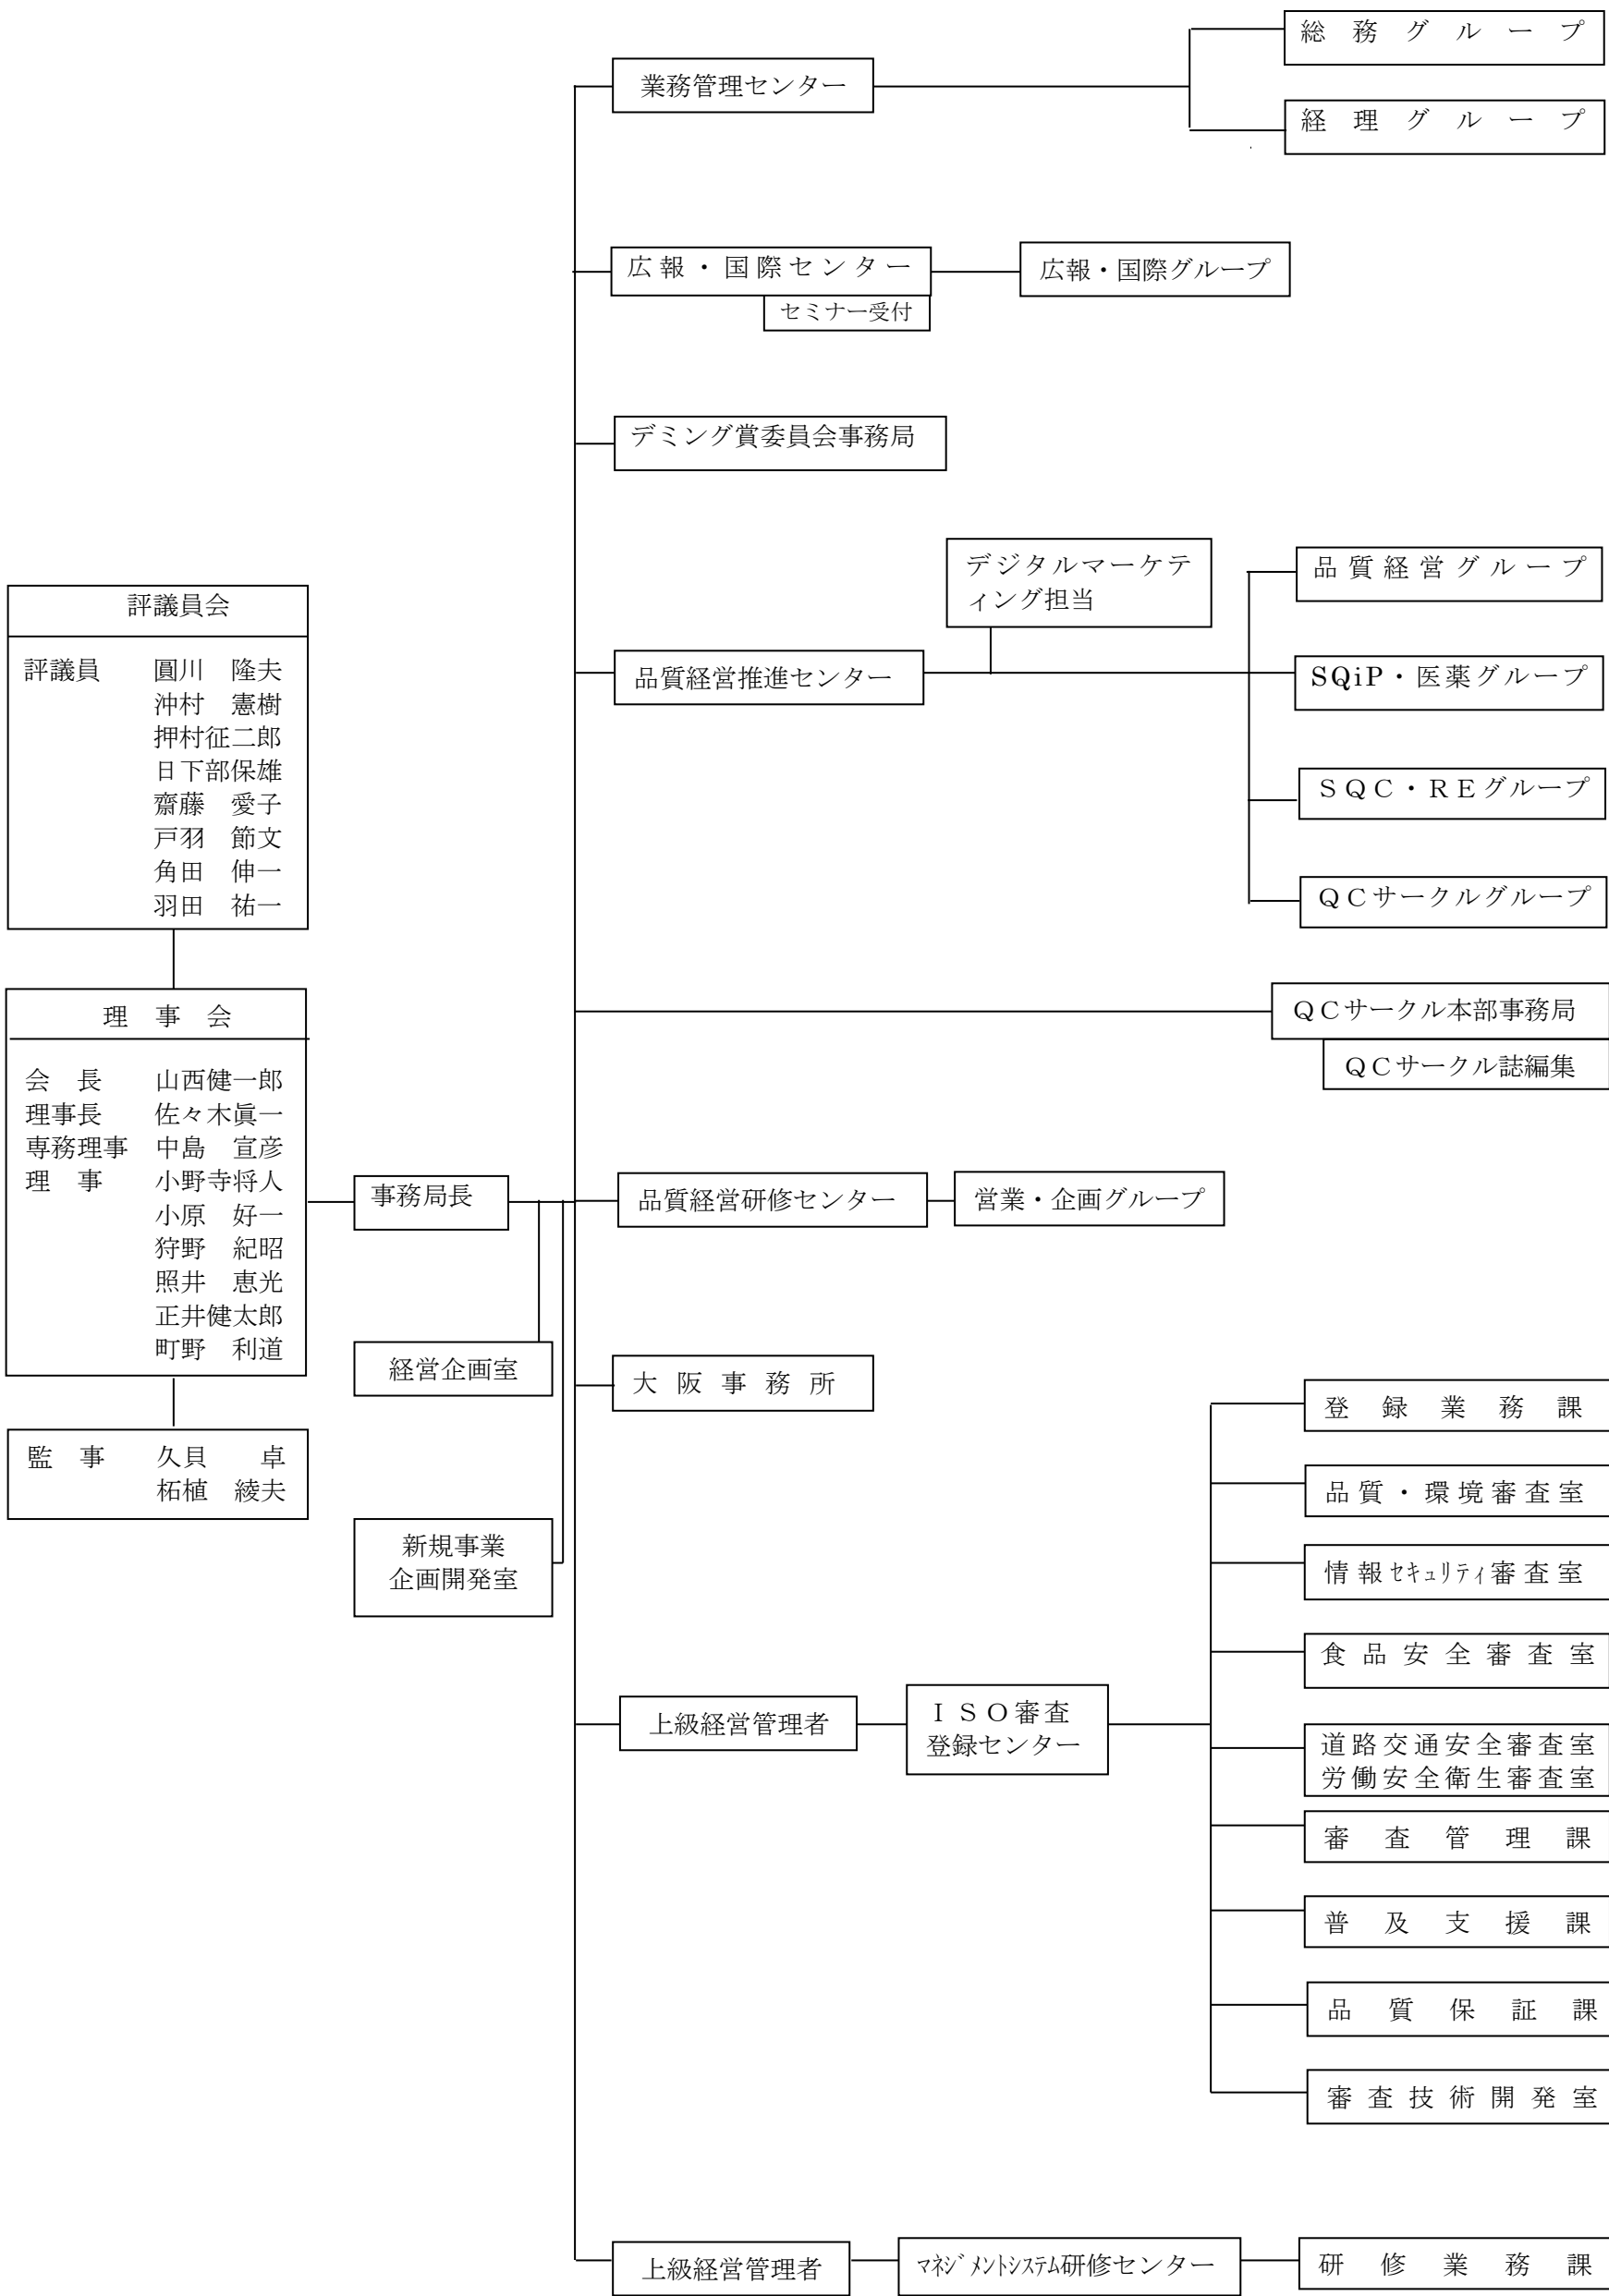 総務グループ
業務管理センター
経理グループ
広報・国際センター
広報・国際グループ
セミナー受付
デミング賞委員会事務局
デジタルマーケテ
ィング担当
品質経営グループ
品質経営推進センター
SQiP・医薬グループ
ＳＱＣ・ＲＥグループ
ＱＣサークルグループ
評議員会
評議員 圓川 隆夫
沖村 憲樹
押村征二郎
日下部保雄
齋藤 愛子
戸羽 節文
角田 伸一
羽田 祐一
理事会
会長 山西健一郎
理事長 佐々木眞一
専務理事 中島 宣彦
理事 小野寺将人
小原 好一
狩野 紀昭
照井 恵光
正井健太郎
町野 利道
監事 久貝 卓
柘植 綾夫
ＱＣサークル本部事務局
ＱＣサークル誌編集
事務局長
品質経営研修センター
営業・企画グループ
経営企画室
大阪事務所
新規事業
企画開発室
上級経営管理者
ＩＳＯ審査
登録センター
登録業務課
品質・環境審査室
情報ｾｷｭﾘﾃｨ審査室
食品安全審査室
道路交通安全審査室
労働安全衛生審査室
審査管理課
普及支援課
品質保証課
審査技術開発室
上級経営管理者
ﾏﾈｼﾞﾒﾝﾄｼｽﾃﾑ研修センター
研修業務課